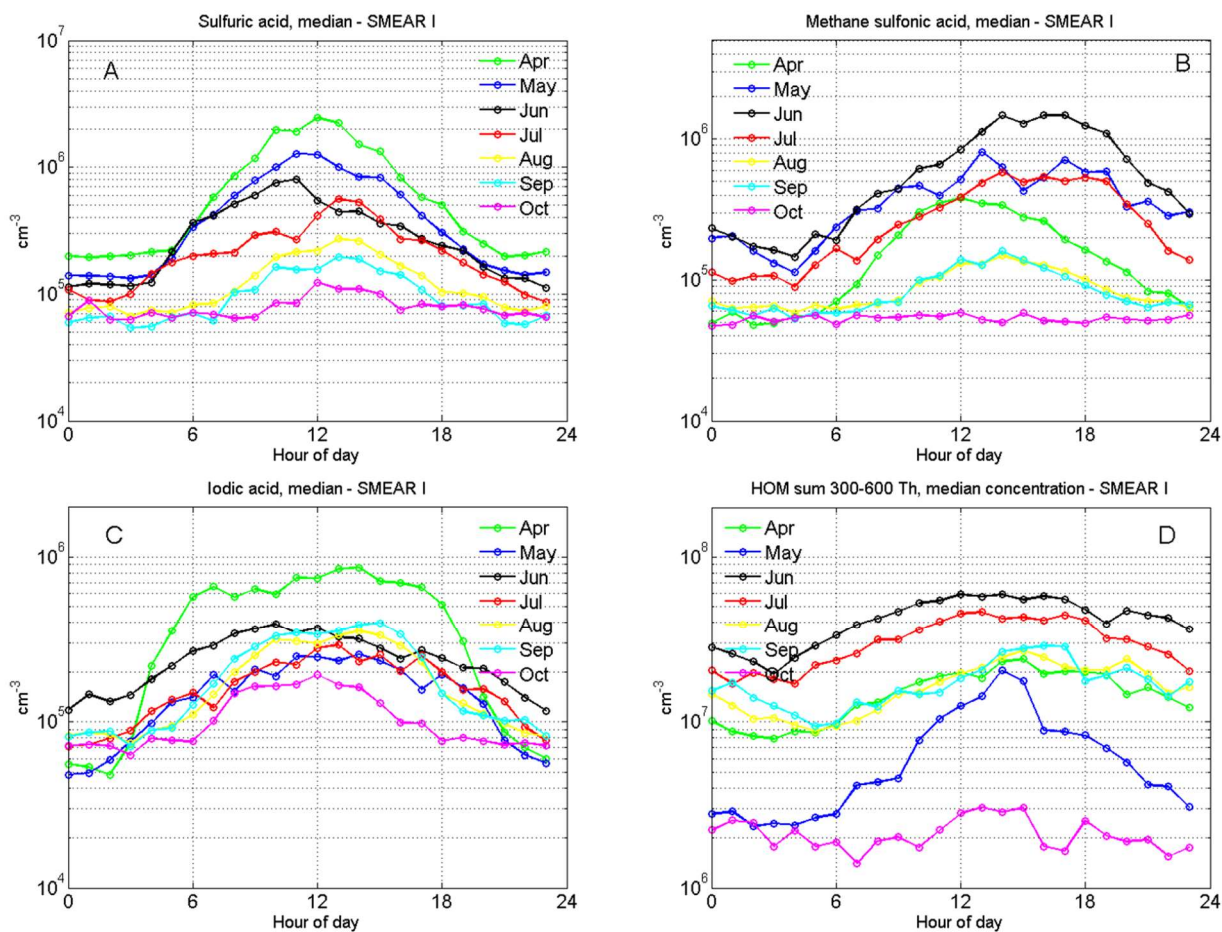 Sulfuric acid, median - SMEAR I
A
Apr
May
Jun
Jul
Aug
Sep
Oct
10^7
10^6
10^5
10^4
cm^-3
0 6 12 18 24
Hour of day
Methane sulfonic acid, median - SMEAR I
B
Apr
May
Jun
Jul
Aug
Sep
Oct
10^6
10^5
10^4
cm^-3
0 6 12 18 24
Hour of day
Iodic acid, median - SMEAR I
C
Apr
May
Jun
Jul
Aug
Sep
Oct
10^6
10^5
10^4
cm^-3
0 6 12 18 24
Hour of day
HOM sum 300-600 Th, median concentration - SMEAR I
D
Apr
May
Jun
Jul
Aug
Sep
Oct
10^8
10^7
10^6
cm^-3
0 6 12 18 24
Hour of day